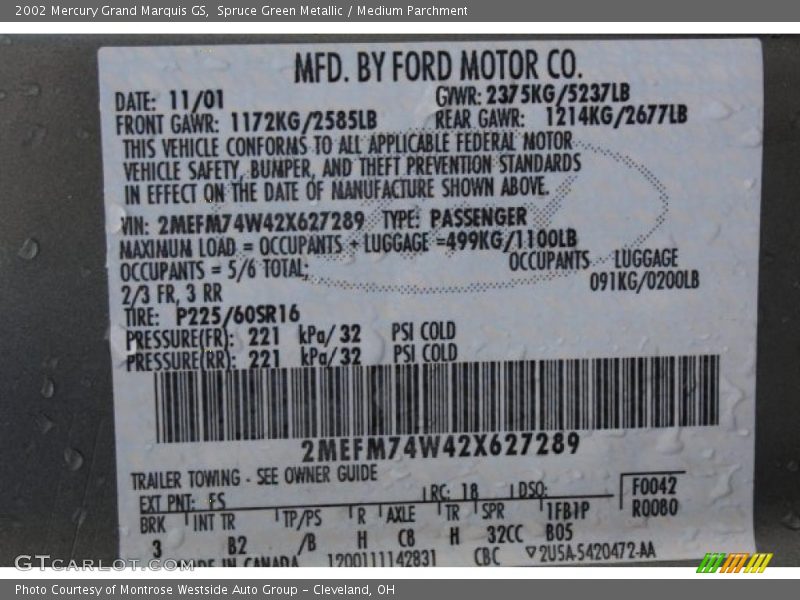 2002 Mercury Grand Marquis GS, Spruce Green Metallic / Medium Parchment
MFD. BY FORD MOTOR CO.
DATE: 11/01 GVWR: 2375KG/5237LB
FRONT GAWR: 1172KG/2585LB REAR GAWR: 1214KG/2677LB
THIS VEHICLE CONFORMS TO ALL APPLICABLE FEDERAL MOTOR
VEHICLE SAFETY, BUMPER, AND THEFT PREVENTION STANDARDS
IN EFFECT ON THE DATE OF MANUFACTURE SHOWN ABOVE.
VIN: 2MEFM74W42X627289 TYPE: PASSENGER
MAXIMUM LOAD = OCCUPANTS + LUGGAGE =499KG/1100LB
OCCUPANTS = 5/6 TOTAL; OCCUPANTS LUGGAGE
2/3 FR, 3 RR 091KG/0200LB
TIRE: P225/60SR16
PRESSURE(FR): 221 kPa/32 PSI COLD
PRESSURE(RR): 221 kPa/32 PSI COLD
2MEFM74W42X627289
TRAILER TOWING - SEE OWNER GUIDE
EXT PNT: FS RC: 18 DSO: F0042
BRK INT TR TP/PS R AXLE TR SPR 1FB1P R0080
3 B2 /B H C8 H 32CC B05
MADE IN CANADA 1200111142831 CBC ▽2U5A-5420472-AA
GTCarLot.com
Photo Courtesy of Montrose Westside Auto Group - Cleveland, OH